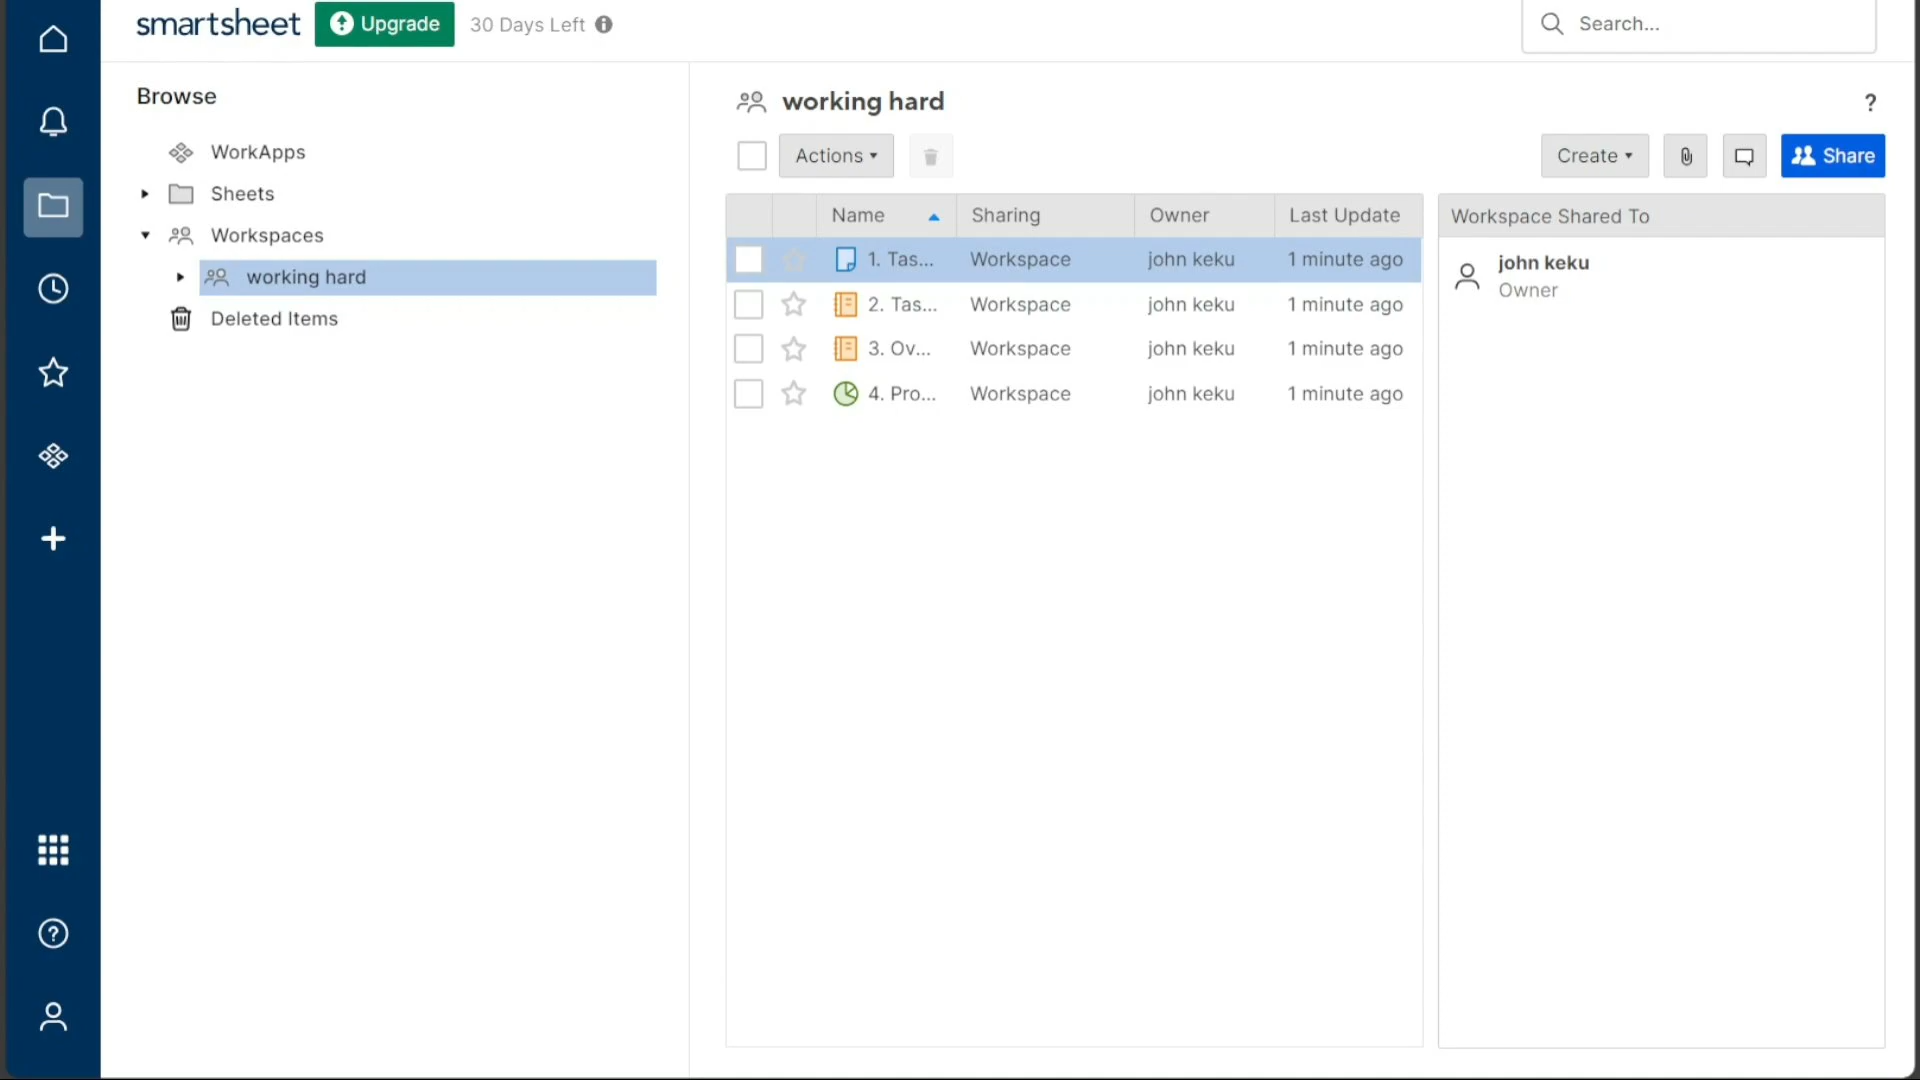 smartsheet Upgrade 30 Days Left Search...
Browse
WorkApps
Sheets
Workspaces
working hard
Deleted Items
working hard ?
Actions Create Share
Name Sharing Owner Last Update
1. Tas... Workspace john keku 1 minute ago
2. Tas... Workspace john keku 1 minute ago
3. Ov... Workspace john keku 1 minute ago
4. Pro... Workspace john keku 1 minute ago
Workspace Shared To
john keku
Owner